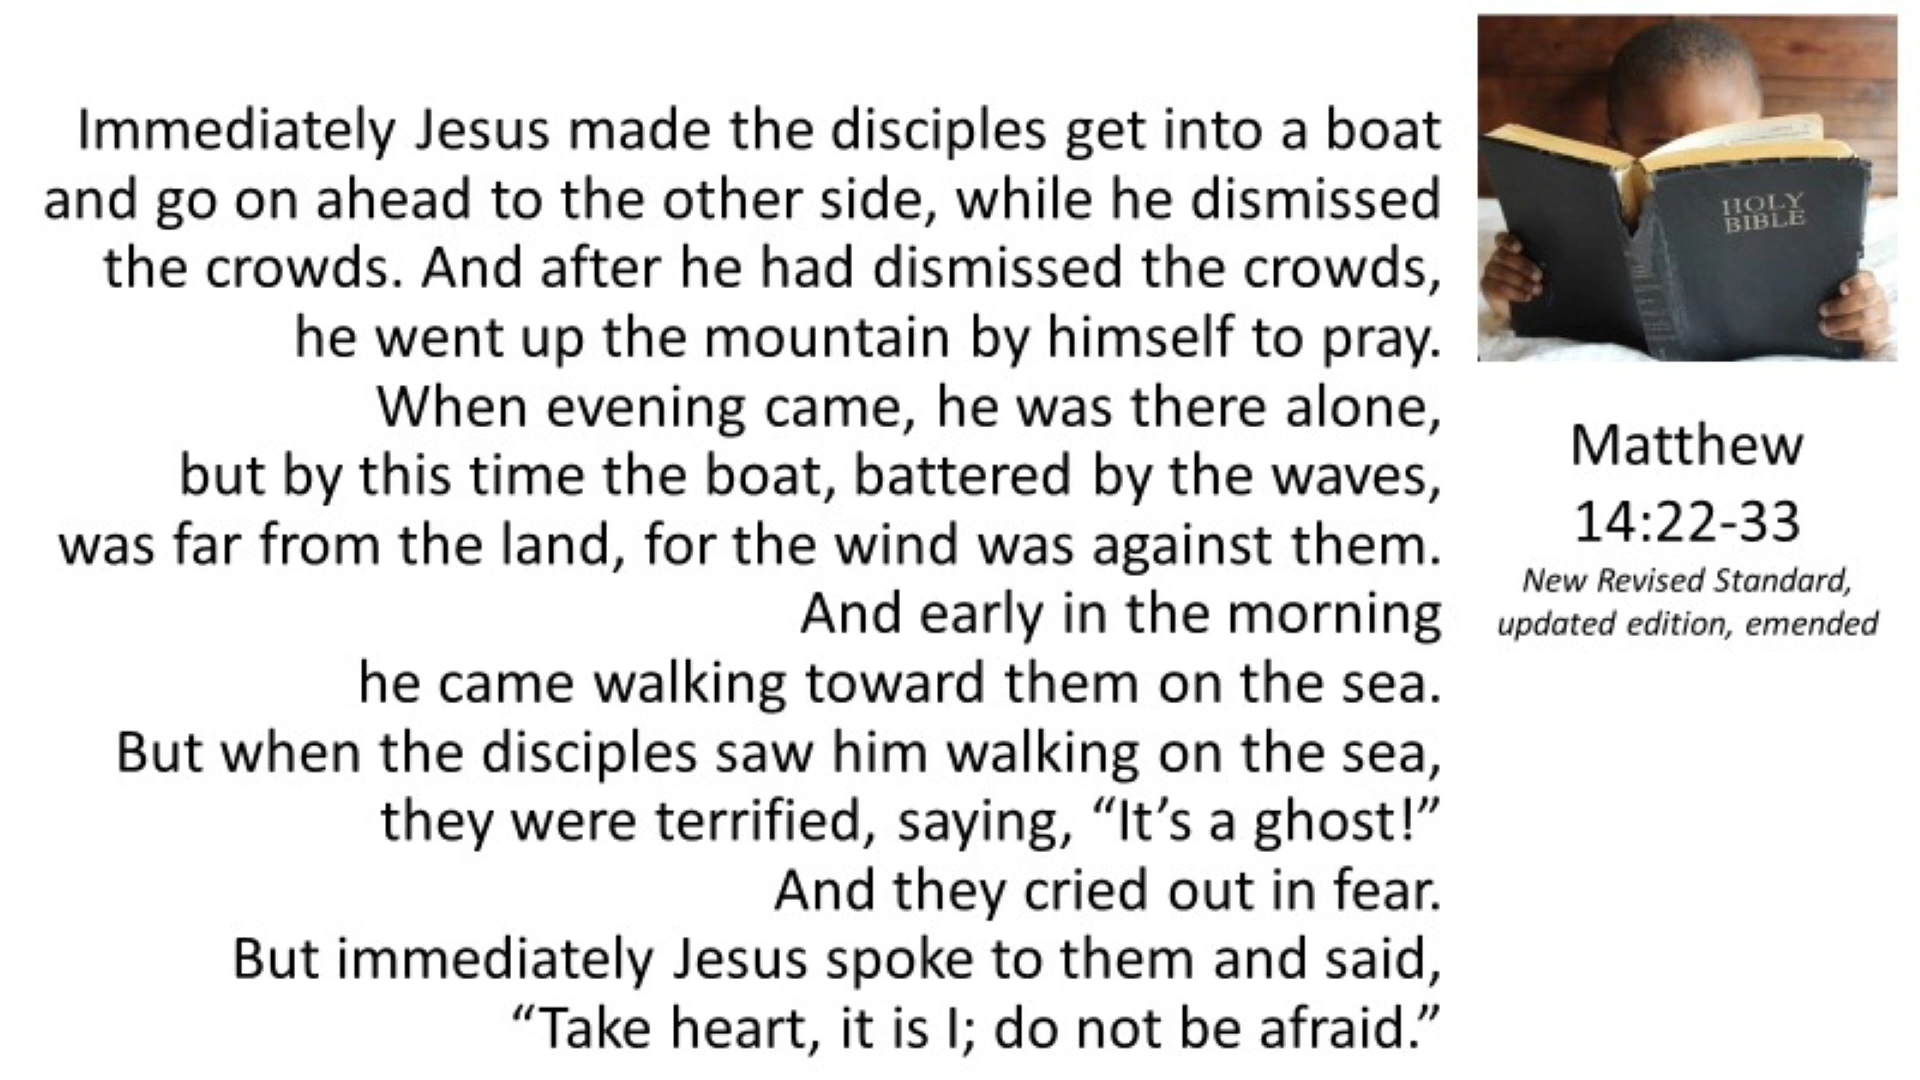 Immediately Jesus made the disciples get into a boat
and go on ahead to the other side, while he dismissed
the crowds. And after he had dismissed the crowds,
he went up the mountain by himself to pray.
When evening came, he was there alone,
but by this time the boat, battered by the waves,
was far from the land, for the wind was against them.
And early in the morning
he came walking toward them on the sea.
But when the disciples saw him walking on the sea,
they were terrified, saying, “It’s a ghost!”
And they cried out in fear.
But immediately Jesus spoke to them and said,
“Take heart, it is I; do not be afraid.”
HOLY
BIBLE
Matthew
14:22-33
New Revised Standard,
updated edition, emended